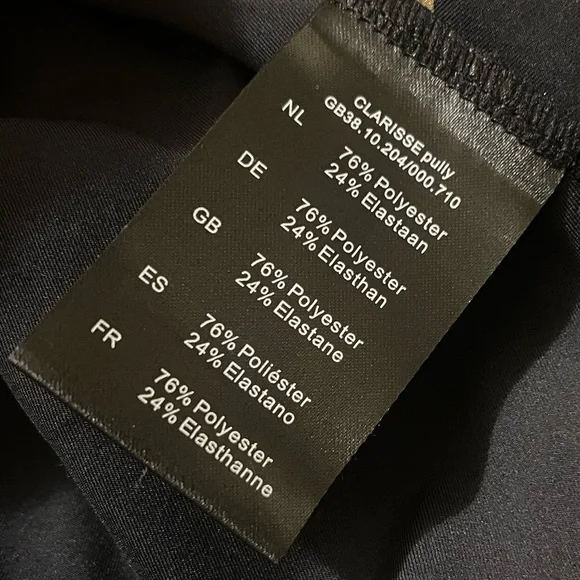 CLARISSE pully
GB38.10.204/000.710
NL 76% Polyester
24% Elastaan
DE 76% Polyester
24% Elasthan
GB 76% Polyester
24% Elastane
ES 76% Poliéster
24% Elastano
FR 76% Polyester
24% Elasthanne